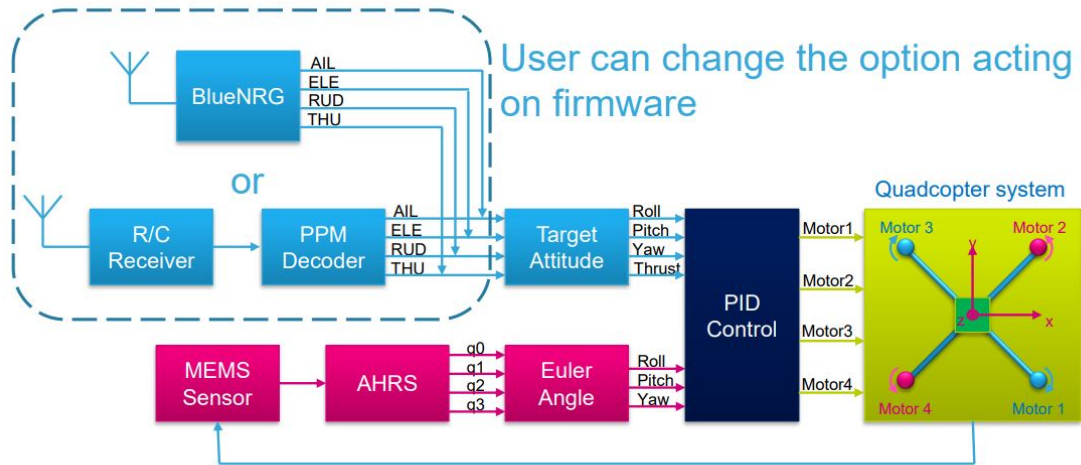 User can change the option acting
on firmware
BlueNRG
AIL
ELE
RUD
THU
or
R/C
Receiver
PPM
Decoder
AIL
ELE
RUD
THU
Target
Attitude
Roll
Pitch
Yaw
Thrust
PID
Control
Motor1
Motor2
Motor3
Motor4
Quadcopter system
Motor 3
Motor 2
y
z
x
Motor 4
Motor 1
MEMS
Sensor
AHRS
q0
q1
q2
q3
Euler
Angle
Roll
Pitch
Yaw